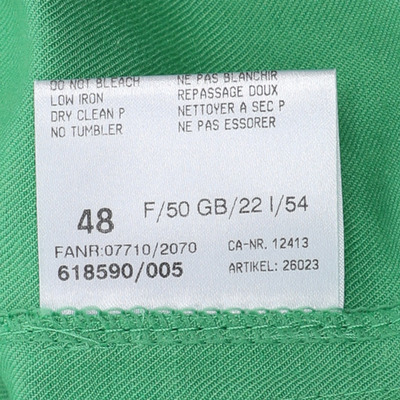 DO NOT BLEACH NE PAS BLANCHIR
LOW IRON REPASSAGE DOUX
DRY CLEAN P NETTOYER A SEC P
NO TUMBLER NE PAS ESSORER
48 F/50 GB/22 I/54
FANR:07710/2070 CA-NR. 12413
618590/005 ARTIKEL: 26023